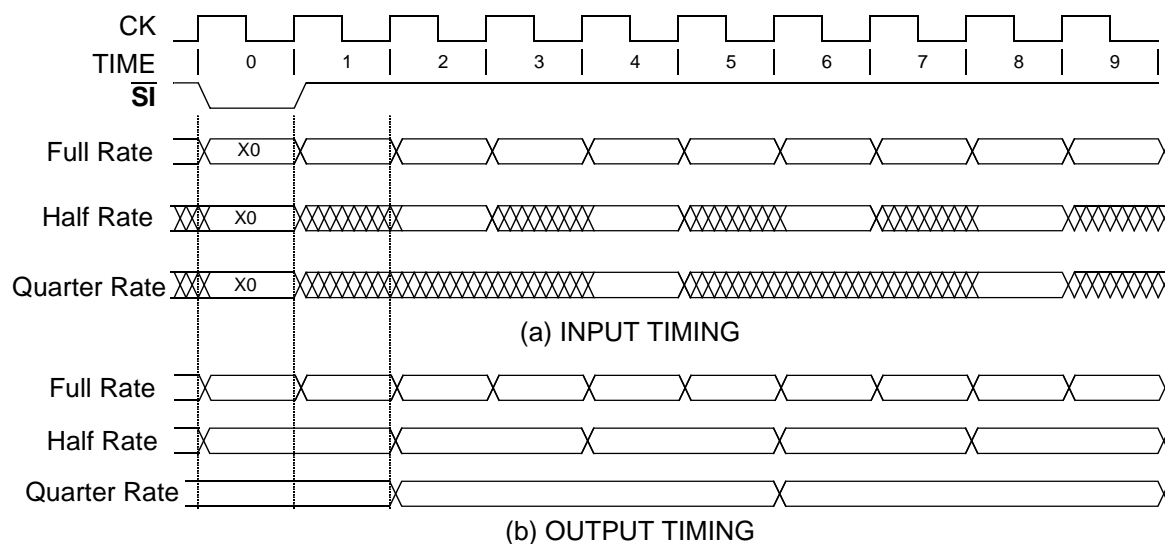 CK
TIME 0 1 2 3 4 5 6 7 8 9
SI
Full Rate X0
Half Rate X0
Quarter Rate X0
(a) INPUT TIMING
Full Rate
Half Rate
Quarter Rate
(b) OUTPUT TIMING